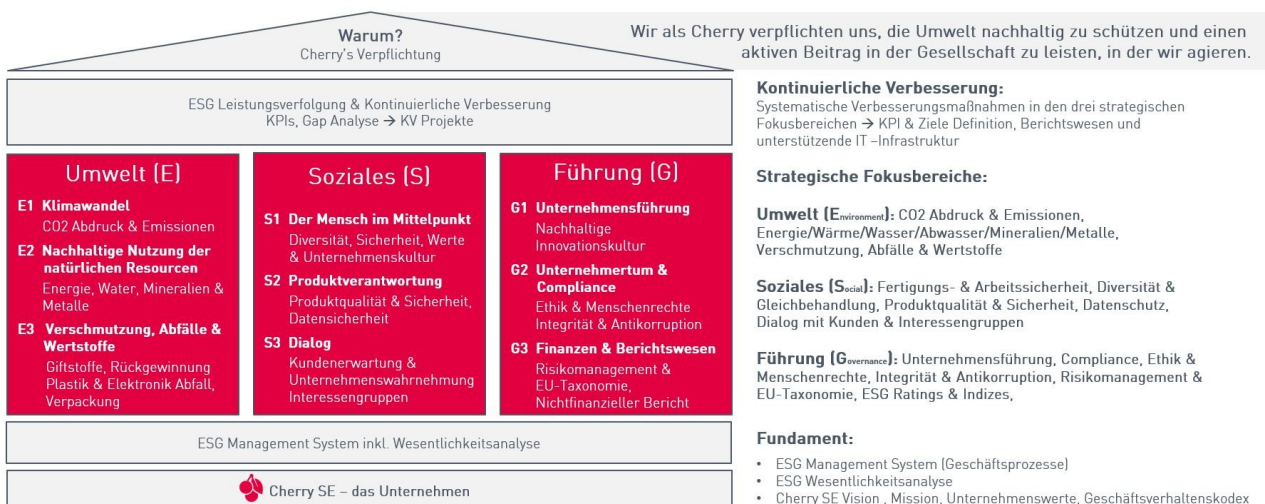 Warum?
Cherry's Verpflichtung
Wir als Cherry verpflichten uns, die Umwelt nachhaltig zu schützen und einen
aktiven Beitrag in der Gesellschaft zu leisten, in der wir agieren.
ESG Leistungsverfolgung & Kontinuierliche Verbesserung
KPIs, Gap Analyse → KV Projekte
Umwelt (E)
E1 Klimawandel
CO2 Abdruck & Emissionen
E2 Nachhaltige Nutzung der
natürlichen Resourcen
Energie, Water, Mineralien &
Metalle
E3 Verschmutzung, Abfälle &
Wertstoffe
Giftstoffe, Rückgewinnung
Plastik & Elektronik Abfall,
Verpackung
Soziales (S)
S1 Der Mensch im Mittelpunkt
Diversität, Sicherheit, Werte
& Unternehmenskultur
S2 Produktverantwortung
Produktqualität & Sicherheit,
Datensicherheit
S3 Dialog
Kundenerwartung &
Unternehmenswahrnehmung
Interessengruppen
Führung (G)
G1 Unternehmensführung
Nachhaltige
Innovationskultur
G2 Unternehmertum &
Compliance
Ethik & Menschenrechte
Integrität & Antikorruption
G3 Finanzen & Berichtswesen
Risikomanagement &
EU-Taxonomie,
Nichtfinanzieller Bericht
ESG Management System inkl. Wesentlichkeitsanalyse
Cherry SE – das Unternehmen
Kontinuierliche Verbesserung:
Systematische Verbesserungsmaßnahmen in den drei strategischen
Fokusbereichen → KPI & Ziele Definition, Berichtswesen und
unterstützende IT –Infrastruktur
Strategische Fokusbereiche:
Umwelt (Environment): CO2 Abdruck & Emissionen,
Energie/Wärme/Wasser/Abwasser/Mineralien/Metalle,
Verschmutzung, Abfälle & Wertstoffe
Soziales (Social): Fertigungs- & Arbeitssicherheit, Diversität &
Gleichbehandlung, Produktqualität & Sicherheit, Datenschutz,
Dialog mit Kunden & Interessengruppen
Führung (Governance): Unternehmensführung, Compliance, Ethik &
Menschenrechte, Integrität & Antikorruption, Risikomanagement &
EU-Taxonomie, ESG Ratings & Indizes,
Fundament:
• ESG Management System (Geschäftsprozesse)
• ESG Wesentlichkeitsanalyse
• Cherry SE Vision , Mission, Unternehmenswerte, Geschäftsverhaltenskodex